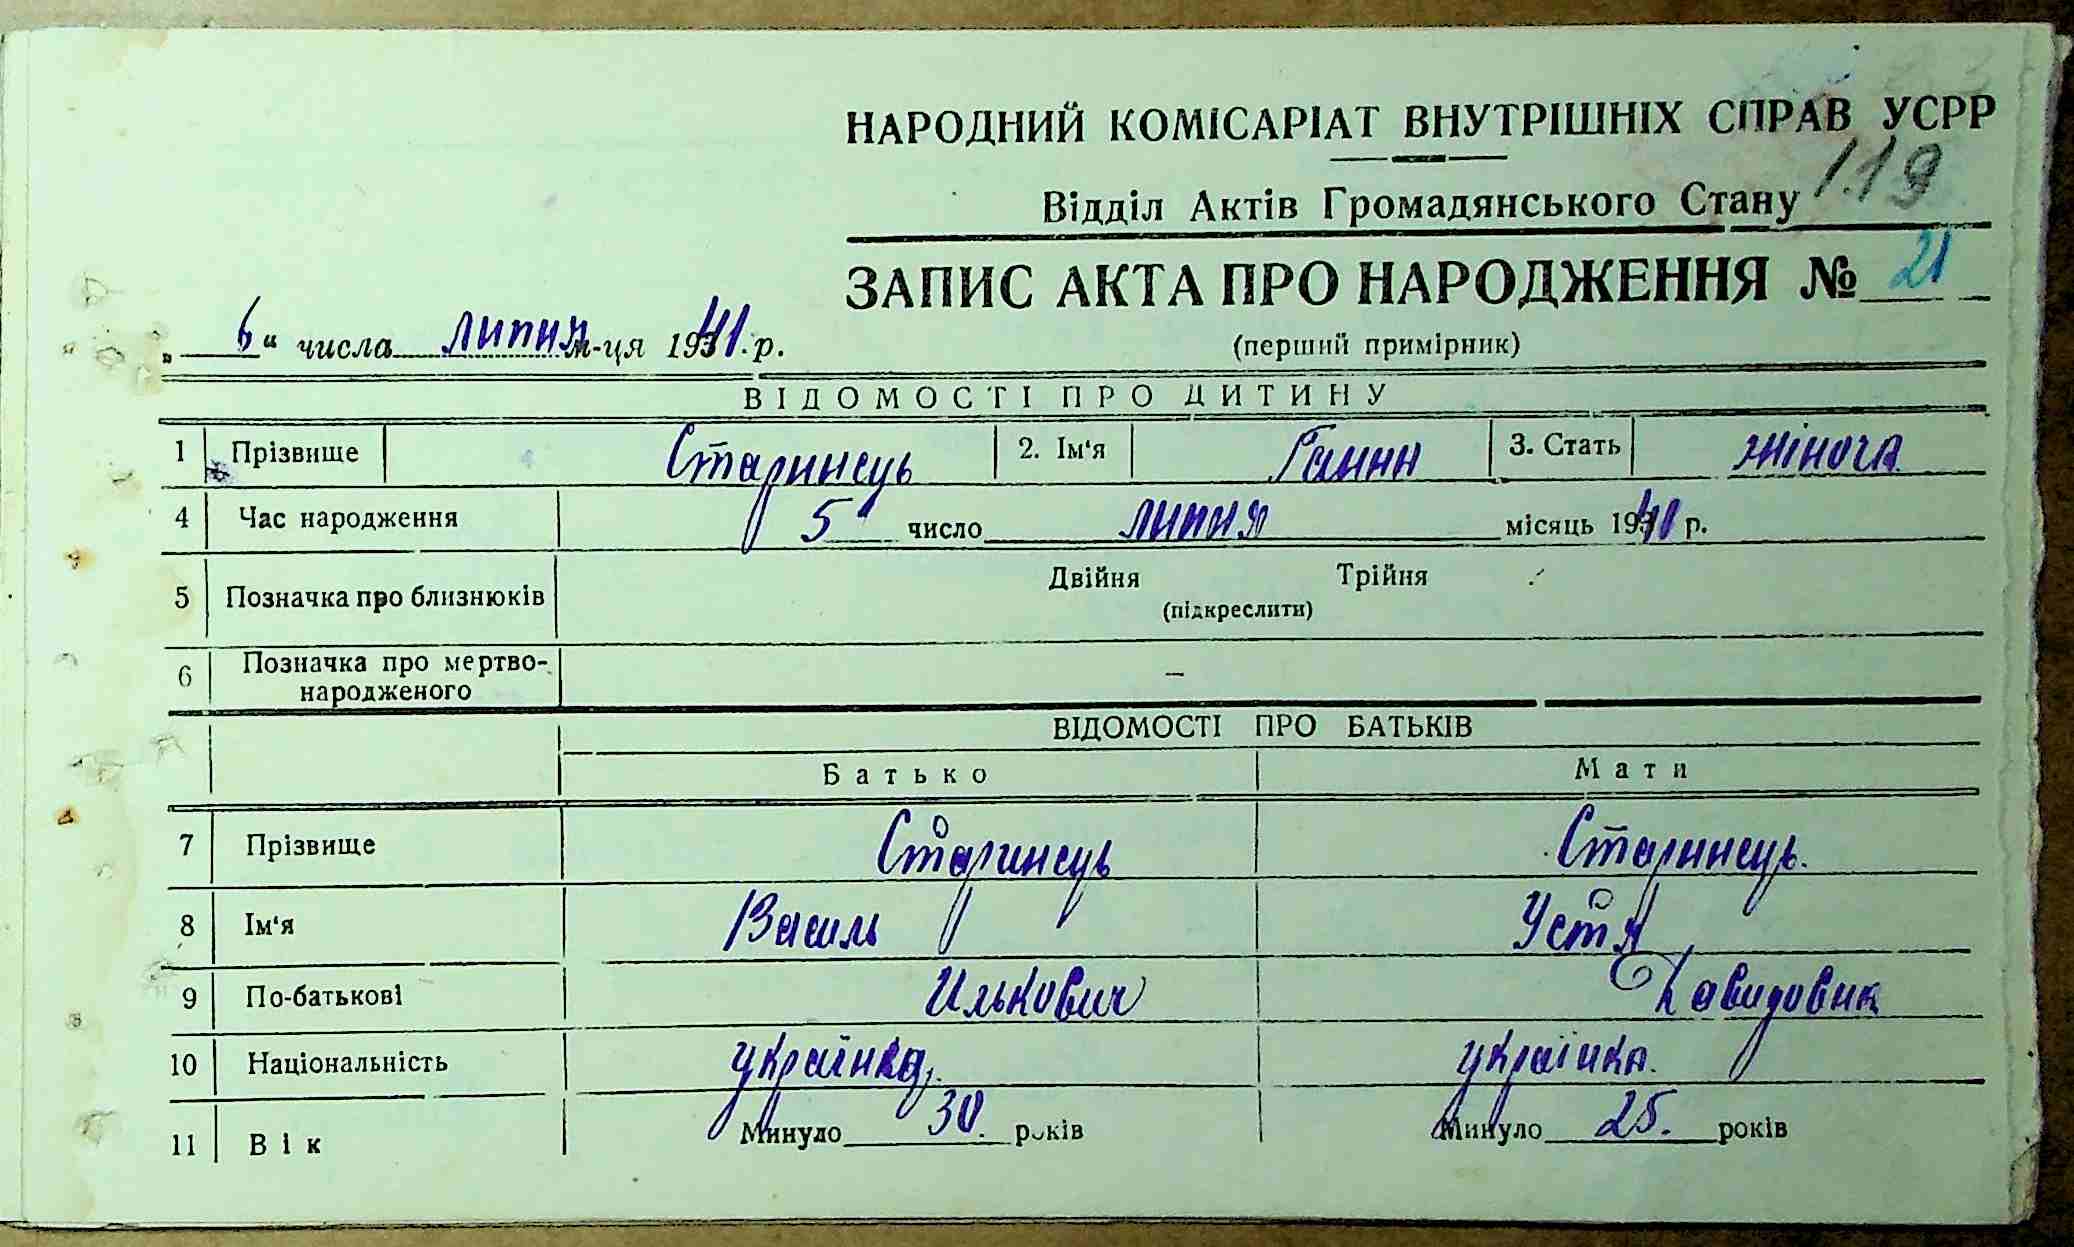 НАРОДНИЙ КОМІСАРІАТ ВНУТРІШНІХ СПРАВ УСРР
119
Відділ Актів Громадянського Стану
ЗАПИС АКТА ПРО НАРОДЖЕННЯ № 21
„6“ числа липня м-ця 1941 р.
(перший примірник)
ВІДОМОСТІ ПРО ДИТИНУ
1 Прізвище Старинець 2. Ім‘я Ганна 3. Стать жіноча
4 Час народження 5 число липня місяць 1941 р.
5 Позначка про близнюків Двійня Трійня
(підкреслити)
6 Позначка про мертво-
народженого –
ВІДОМОСТІ ПРО БАТЬКІВ
Батько Мати
7 Прізвище Старинець Старинець.
8 Ім‘я Василь Устя
9 По-батькові Илькович Давидовик
10 Національність українка українка.
11 Вік Минуло 30. років Минуло 25. років